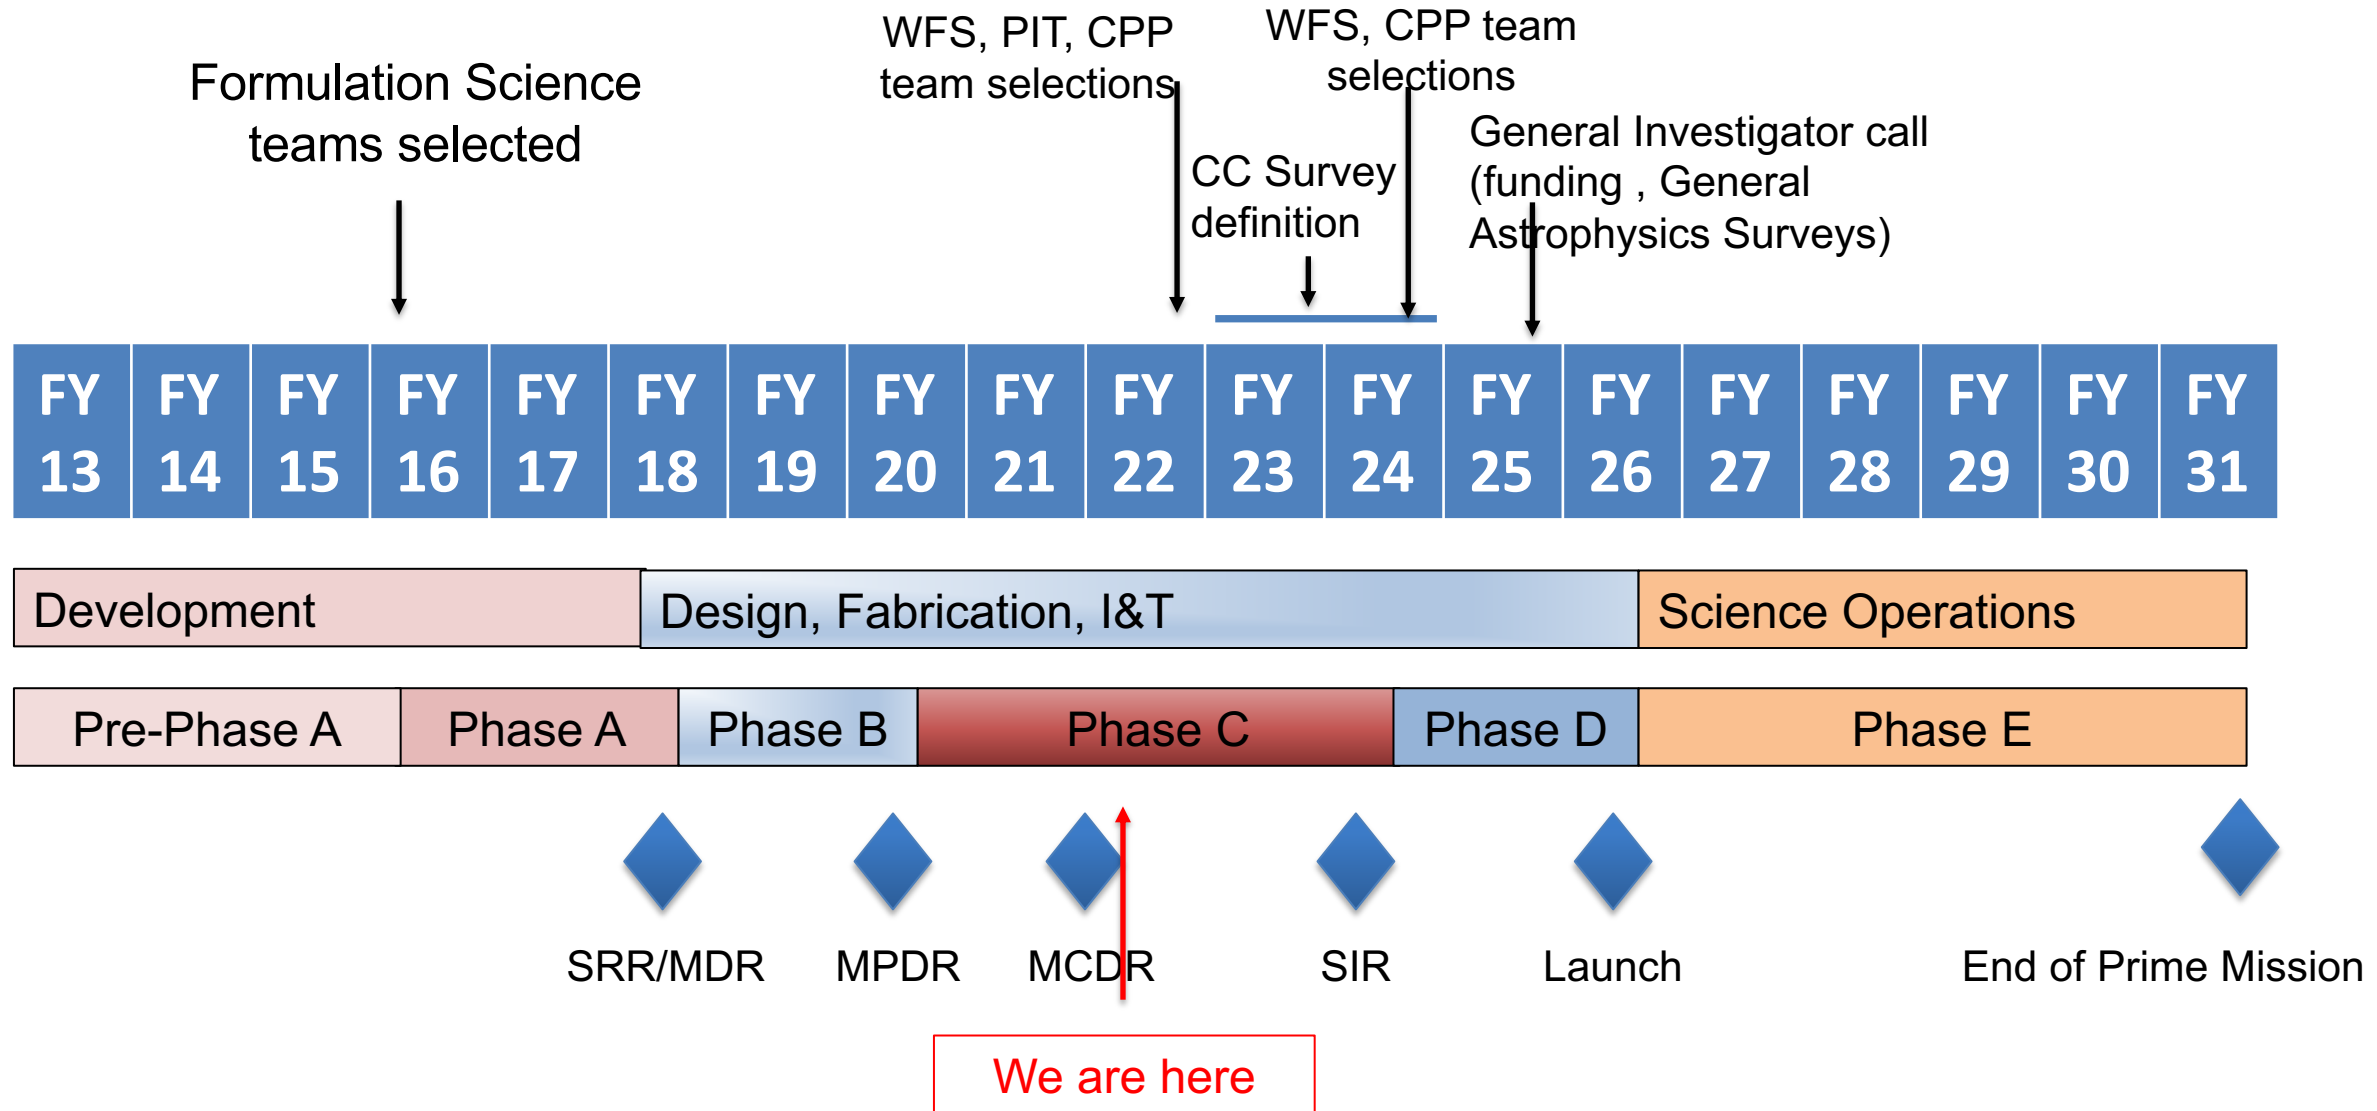 WFS, PIT, CPP
team selections
WFS, CPP team
selections
Formulation Science
teams selected
General Investigator call
(funding , General
Astrophysics Surveys)
CC Survey
definition
FY FY FY FY FY FY FY FY FY FY FY FY FY FY FY FY FY FY FY
13 14 15 16 17 18 19 20 21 22 23 24 25 26 27 28 29 30 31
Development
Design, Fabrication, I&T
Science Operations
Pre-Phase A
Phase A
Phase B
Phase C
Phase D
Phase E
SRR/MDR
MPDR
MCDR
SIR
Launch
End of Prime Mission
We are here